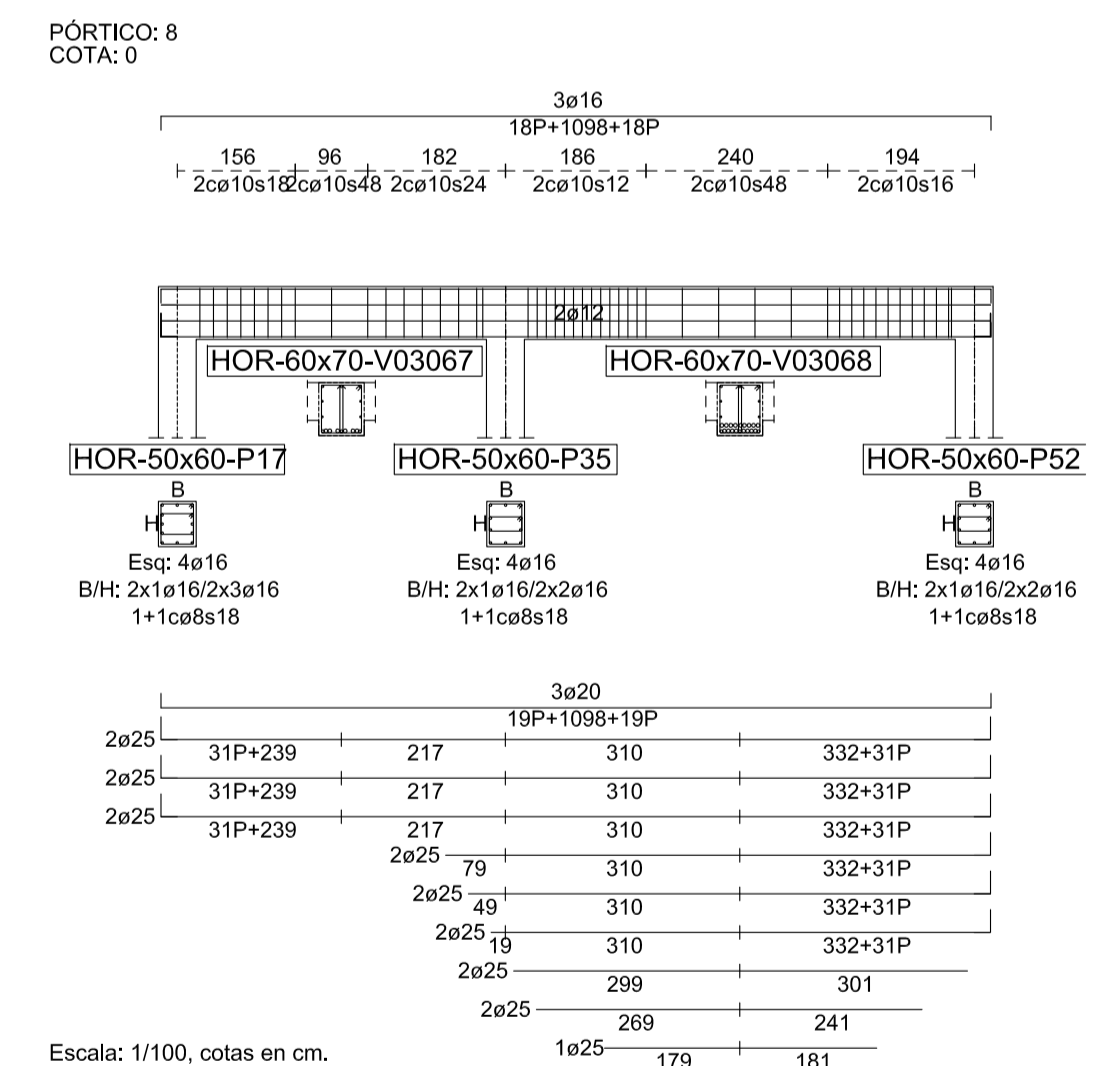 PÓRTICO: 8
COTA: 0
3ø16
18P+1098+18P
156 96 182 186 240 194
2cø10s18 2cø10s48 2cø10s24 2cø10s12 2cø10s48 2cø10s16
2ø12
HOR-60x70-V03067 HOR-60x70-V03068
HOR-50x60-P17 HOR-50x60-P35 HOR-50x60-P52
B B B
H H H
Esq: 4ø16 Esq: 4ø16 Esq: 4ø16
B/H: 2x1ø16/2x3ø16 B/H: 2x1ø16/2x2ø16 B/H: 2x1ø16/2x2ø16
1+1cø8s18 1+1cø8s18 1+1cø8s18
3ø20
19P+1098+19P
2ø25
31P+239 217 310 332+31P
2ø25
31P+239 217 310 332+31P
2ø25
31P+239 217 310 332+31P
2ø25
79 310 332+31P
2ø25
49 310 332+31P
2ø25
19 310 332+31P
2ø25
299 301
2ø25
269 241
1ø25
179 181
Escala: 1/100, cotas en cm.